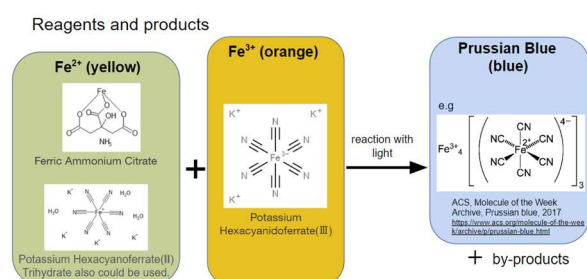 Reagents and products
Fe²⁺ (yellow)
Fe
O
O
O
O
O
OH
O
NH₃
Ferric Ammonium Citrate
K⁺
N
N
H₂O
H₂O
N
Fe
N
K⁺
N
N
H₂O
K⁺
K⁺
Potassium Hexacyanoferrate(II)
Trihydrate also could be used.
+
Fe³⁺ (orange)
K⁺
N
K⁺
N
N
Fe³⁻
N
N
K⁺
N
Potassium
Hexacyanidoferrate(Ⅲ)
reaction with
light
Prussian Blue
(blue)
e.g
4−
CN
NC
CN
Fe³⁺₄
Fe
2+
NC
CN
CN
3
ACS, Molecule of the Week
Archive, Prussian blue, 2017
https://www.acs.org/molecule-of-the-wee
k/archive/p/prussian-blue.html
+ by-products